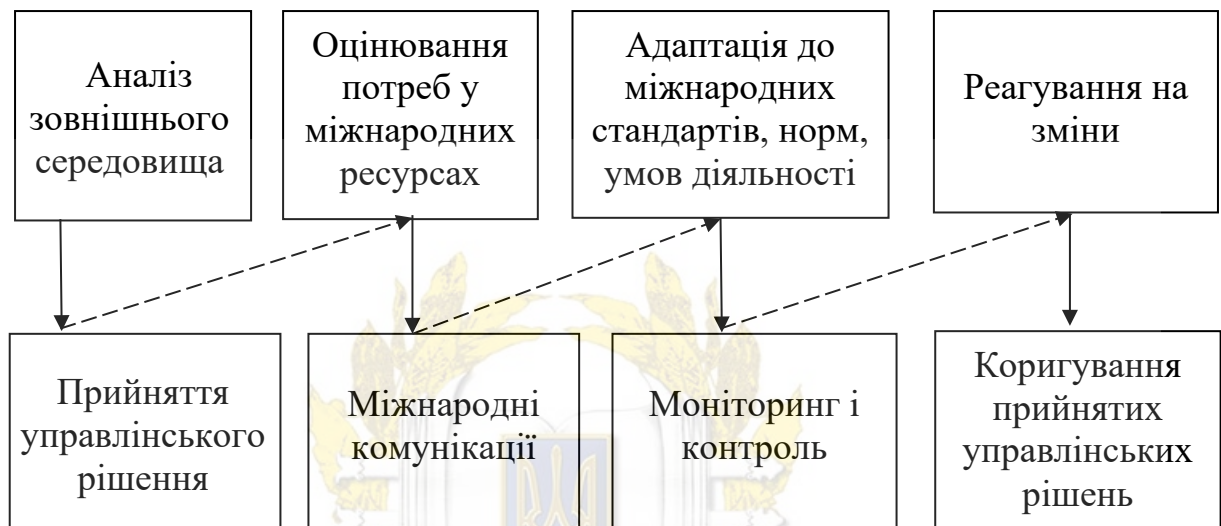 Аналіз
зовнішнього
середовища
Оцінювання
потреб у
міжнародних
ресурсах
Адаптація до
міжнародних
стандартів, норм,
умов діяльності
Реагування на
зміни
Прийняття
управлінського
рішення
Міжнародні
комунікації
Моніторинг і
контроль
Коригування
прийнятих
управлінських
рішень